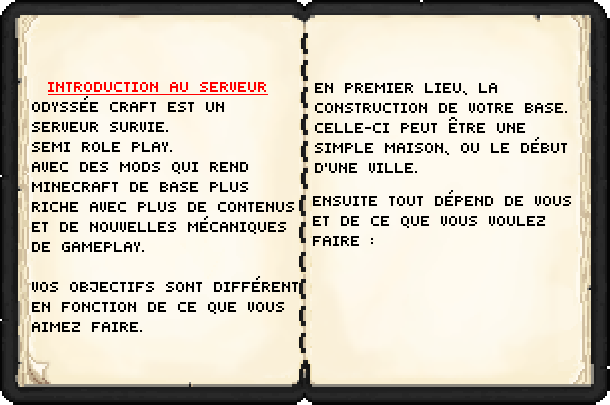 INTRODUCTION AU SERVEUR
ODYSSÉE CRAFT EST UN
SERVEUR SURVIE.
SEMI ROLE PLAY.
AVEC DES MODS QUI REND
MINECRAFT DE BASE PLUS
RICHE AVEC PLUS DE CONTENUS
ET DE NOUVELLES MÉCANIQUES
DE GAMEPLAY.
VOS OBJECTIFS SONT DIFFÉRENT
EN FONCTION DE CE QUE VOUS
AIMEZ FAIRE.
EN PREMIER LIEU, LA
CONSTRUCTION DE VOTRE BASE.
CELLE-CI PEUT ÊTRE UNE
SIMPLE MAISON, OU LE DÉBUT
D'UNE VILLE.
ENSUITE TOUT DÉPEND DE VOUS
ET DE CE QUE VOUS VOULEZ
FAIRE :